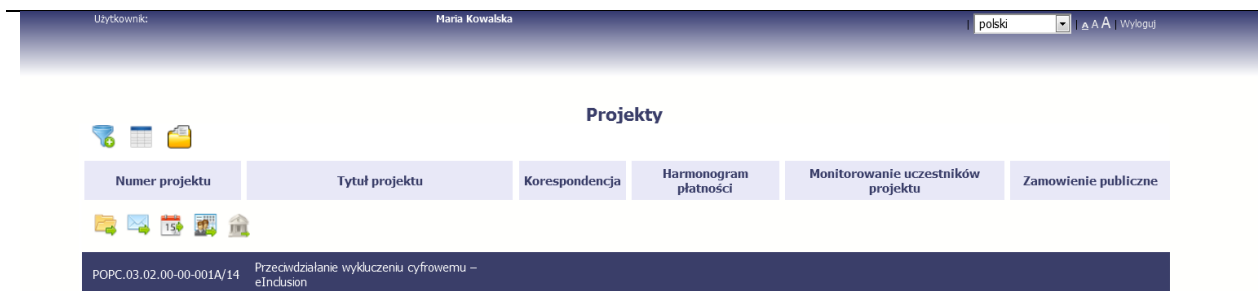 Użytkownik: Maria Kowalska | polski | A A A | Wyloguj
Projekty
Numer projektu Tytuł projektu Korespondencja Harmonogram płatności Monitorowanie uczestników projektu Zamowienie publiczne
15
POPC.03.02.00-00-001A/14 Przeciwdziałanie wykluczeniu cyfrowemu –
eInclusion